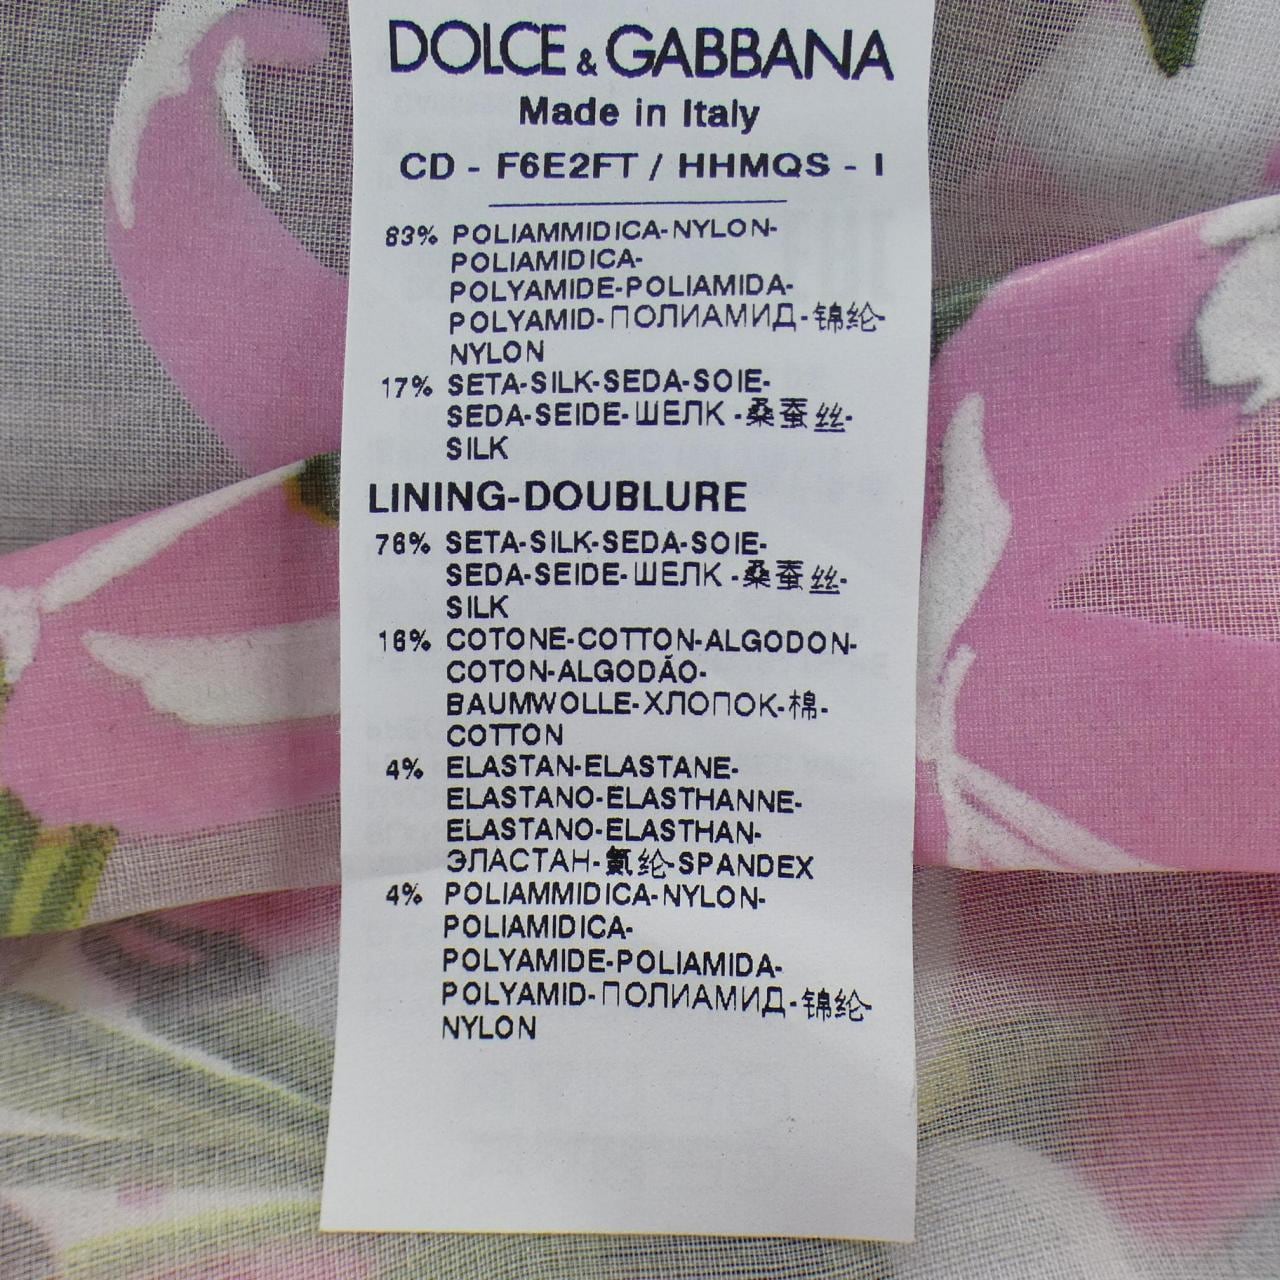 DOLCE & GABBANA
Made in Italy
CD - F6E2FT / HHMQS - I
83% POLIAMMIDICA-NYLON-
POLIAMIDICA-
POLYAMIDE-POLIAMIDA-
POLYAMID-ПОЛИАМИД-锦纶-
NYLON
17% SETA-SILK-SEDA-SOIE-
SEDA-SEIDE-ШЕЛК -桑蚕丝-
SILK
LINING-DOUBLURE
76% SETA-SILK-SEDA-SOIE-
SEDA-SEIDE-ШЕЛК -桑蚕丝-
SILK
16% COTONE-COTTON-ALGODON-
COTON-ALGODÃO-
BAUMWOLLE-ХЛОПОК-棉-
COTTON
4% ELASTAN-ELASTANE-
ELASTANO-ELASTHANNE-
ELASTANO-ELASTHAN-
ЭЛАСТАН-氨纶-SPANDEX
4% POLIAMMIDICA-NYLON-
POLIAMIDICA-
POLYAMIDE-POLIAMIDA-
POLYAMID-ПОЛИАМИД-锦纶-
NYLON